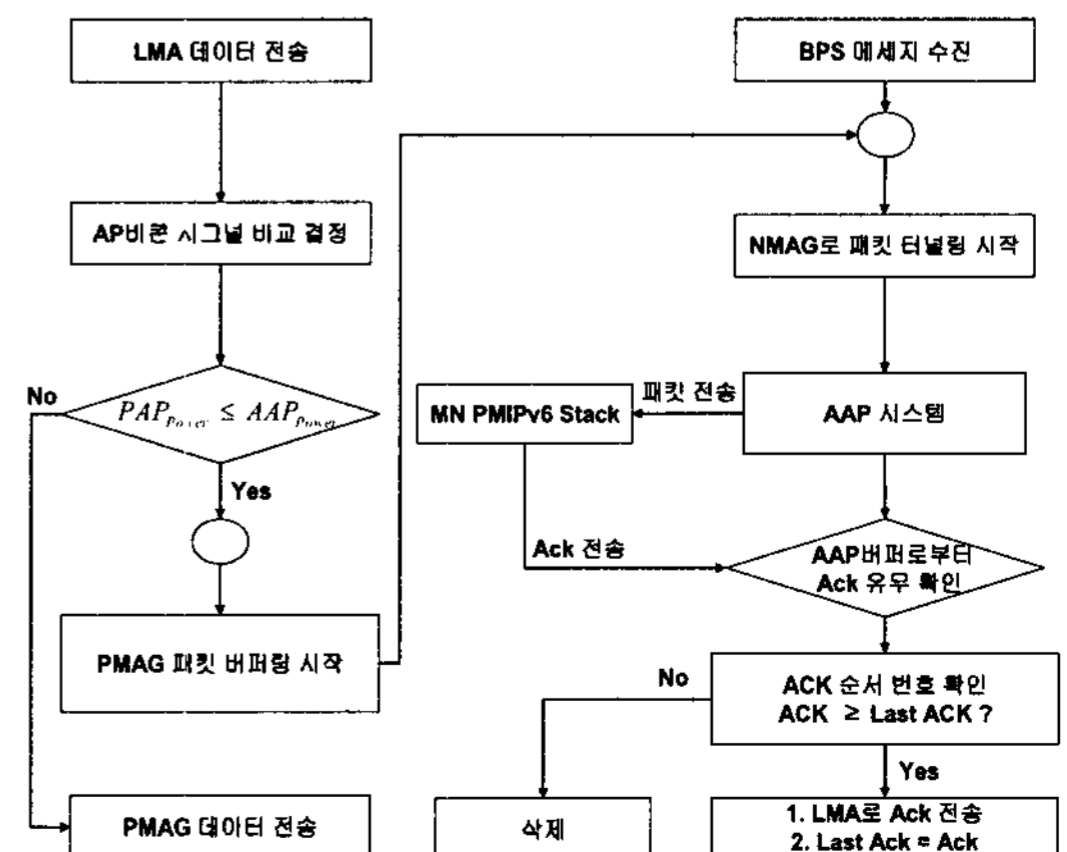 LMA 데이터 전송
AP비콘 시그널 비교 결정
No
PAP_Power ≤ AAP_Power
Yes
PMAG 패킷 버퍼링 시작
PMAG 데이터 전송
BPS 메세지 수진
NMAG로 패킷 터널링 시작
패킷 전송
MN PMIPv6 Stack
AAP 시스템
Ack 전송
AAP버퍼로부터
Ack 유무 확인
No
ACK 순서 번호 확인
ACK ≥ Last ACK ?
Yes
삭제
1. LMA로 Ack 전송
2. Last Ack = Ack